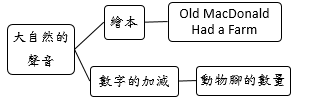 大自然的
聲音
繪本
Old MacDonald
Had a Farm
數字的加減
動物腳的數量